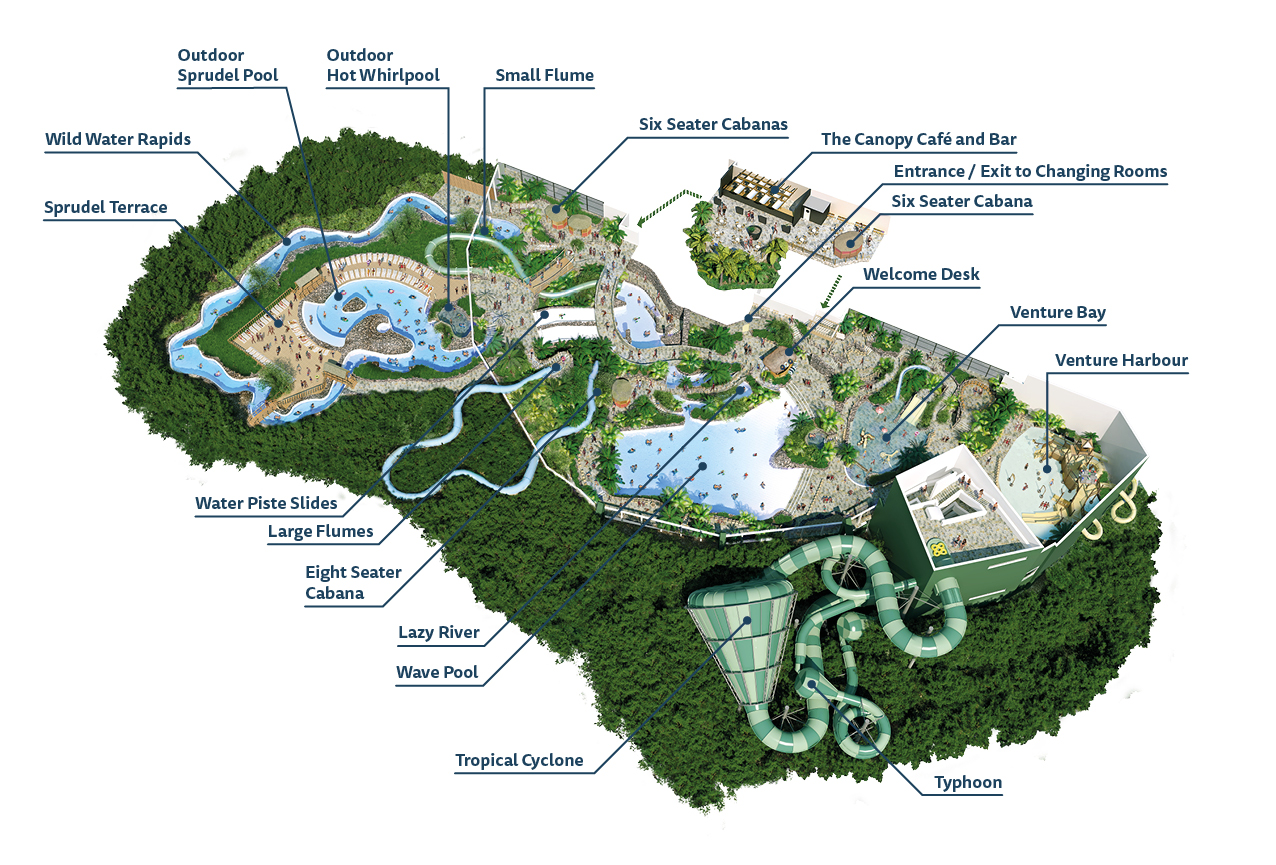 Outdoor
Sprudel Pool
Outdoor
Hot Whirlpool
Small Flume
Six Seater Cabanas
Wild Water Rapids
The Canopy Café and Bar
Entrance / Exit to Changing Rooms
Sprudel Terrace
Six Seater Cabana
Welcome Desk
Venture Bay
Venture Harbour
Water Piste Slides
Large Flumes
Eight Seater
Cabana
Lazy River
Wave Pool
Tropical Cyclone
Typhoon